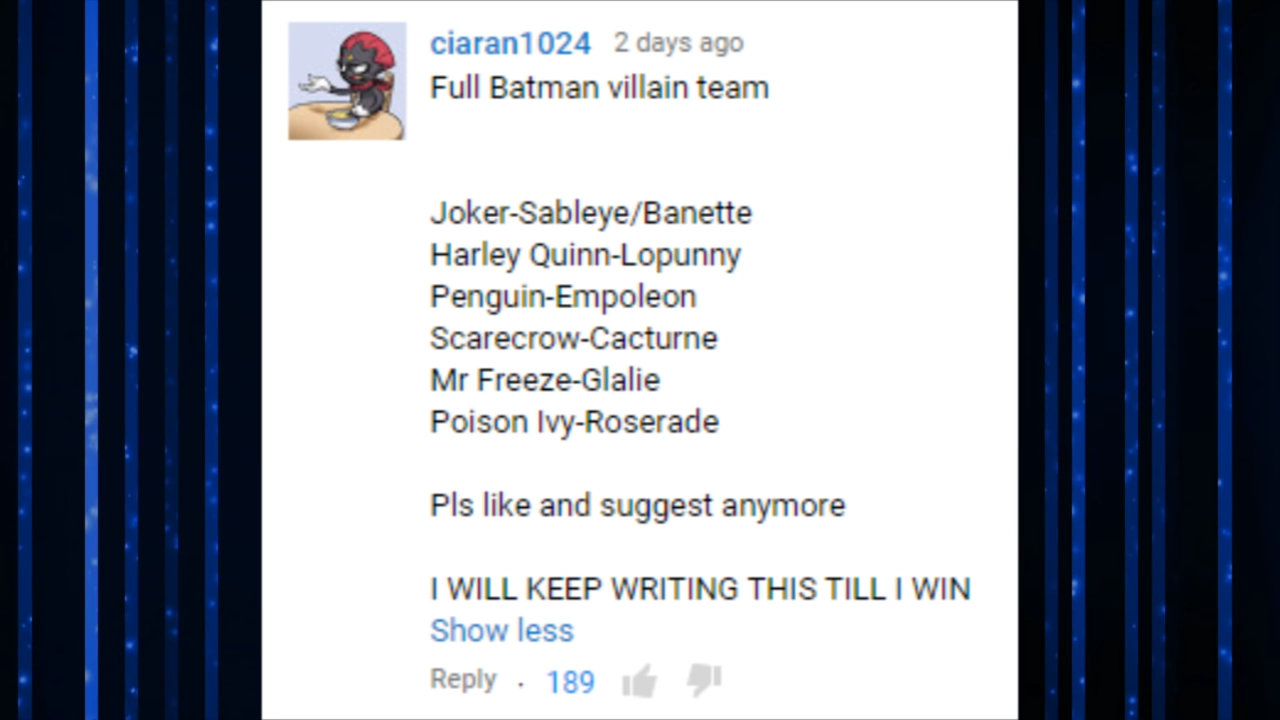 ciaran1024 2 days ago
Full Batman villain team
Joker-Sableye/Banette
Harley Quinn-Lopunny
Penguin-Empoleon
Scarecrow-Cacturne
Mr Freeze-Glalie
Poison Ivy-Roserade
Pls like and suggest anymore
I WILL KEEP WRITING THIS TILL I WIN
Show less
Reply · 189